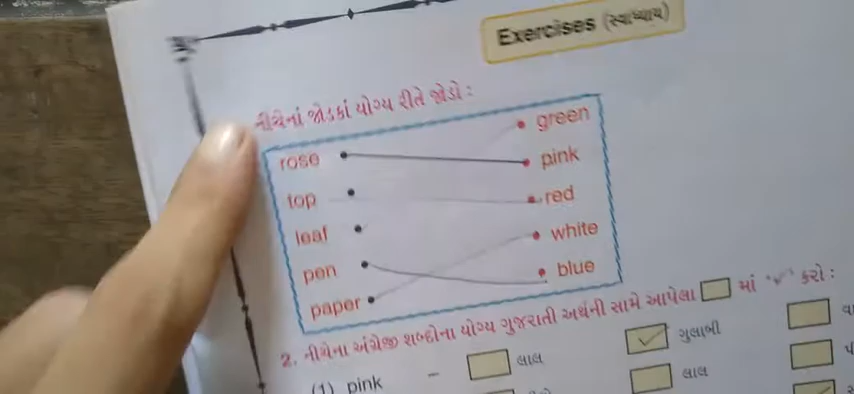 Exercises (સ્વાધ્યાય)
નીચેનાં જોડકાં યોગ્ય રીતે જોડો :
rose green
top pink
leaf red
pen white
paper blue
2. નીચેના અંગ્રેજી શબ્દોના યોગ્ય ગુજરાતી અર્થની સામે આપેલા માં "✓" કરો :
(1) pink – લાલ ગુલાબી
લાલ